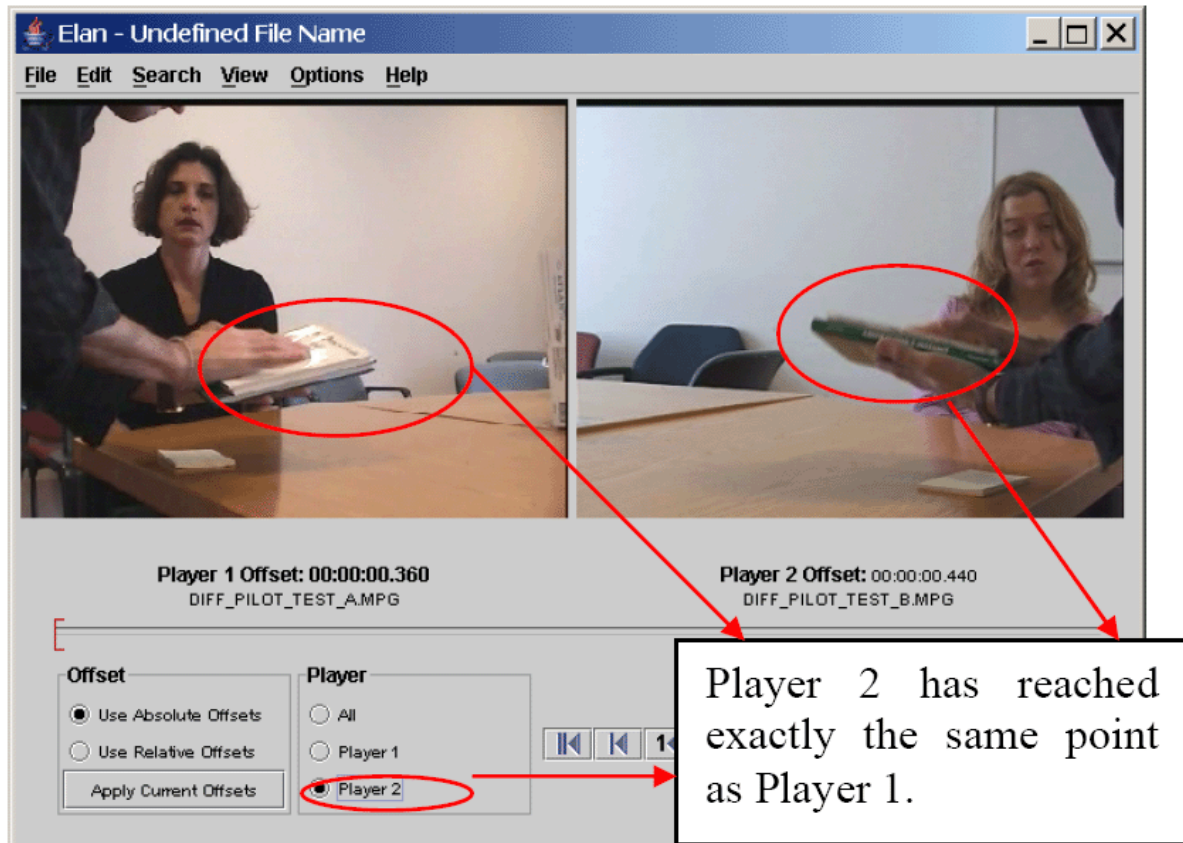 Elan - Undefined File Name
File Edit Search View Options Help
Player 1 Offset: 00:00:00.360
DIFF_PILOT_TEST_A.MPG
Player 2 Offset: 00:00:00.440
DIFF_PILOT_TEST_B.MPG
Offset
Use Absolute Offsets
Use Relative Offsets
Apply Current Offsets
Player
All
Player 1
Player 2
1
Player 2 has reached
exactly the same point
as Player 1.